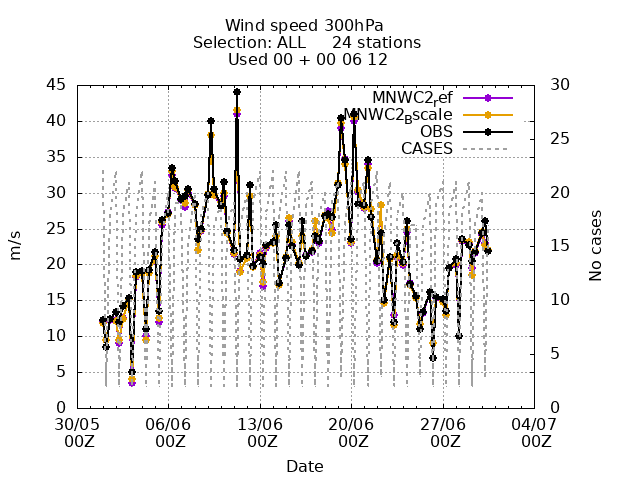 Wind speed 300hPa
Selection: ALL 24 stations
Used 00 + 00 06 12
MNWC2ref
MNWC2Bscale
OBS
CASES
m/s
No cases
45
40
35
30
25
20
15
10
5
0
30
25
20
15
10
5
0
30/05 06/06 13/06 20/06 27/06 04/07
00Z 00Z 00Z 00Z 00Z 00Z
Date